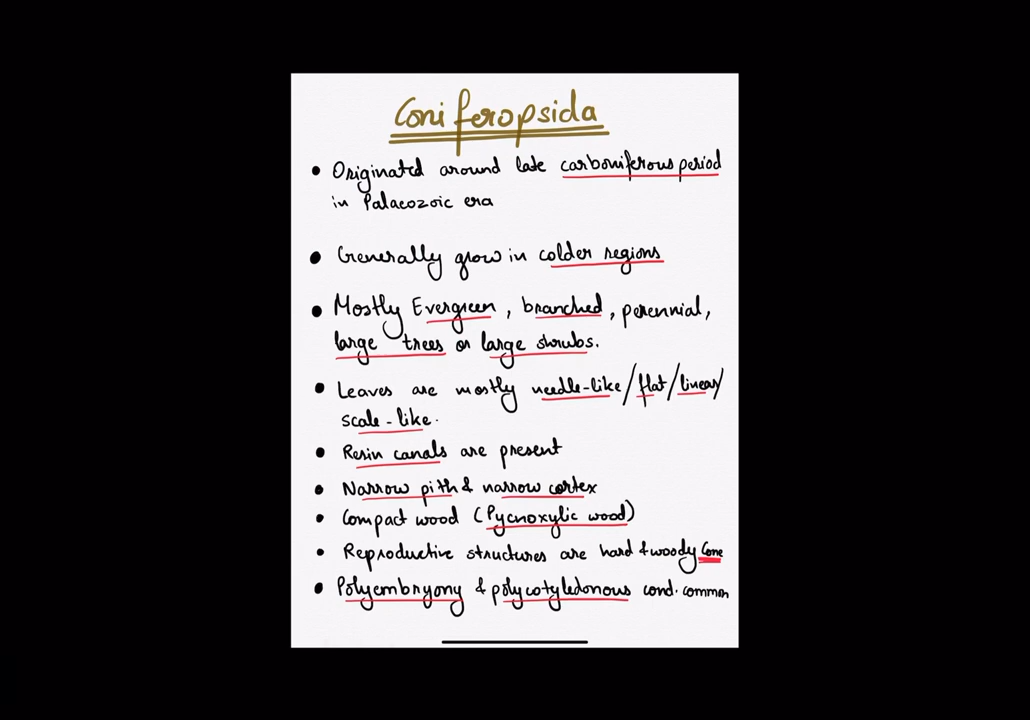 Coniferopsida
• Originated around late carboniferous period
in Palaeozoic era
• Generally grow in colder regions
• Mostly Evergreen, branched, perennial,
large trees or large shrubs.
• Leaves are mostly needle-like/flat/linear/
scale-like.
• Resin canals are present
• Narrow pith & narrow cortex
• Compact wood (Pycnoxylic wood)
• Reproductive structures are hard & woody Cone
• Polyembryony & polycotyledonous cond. common